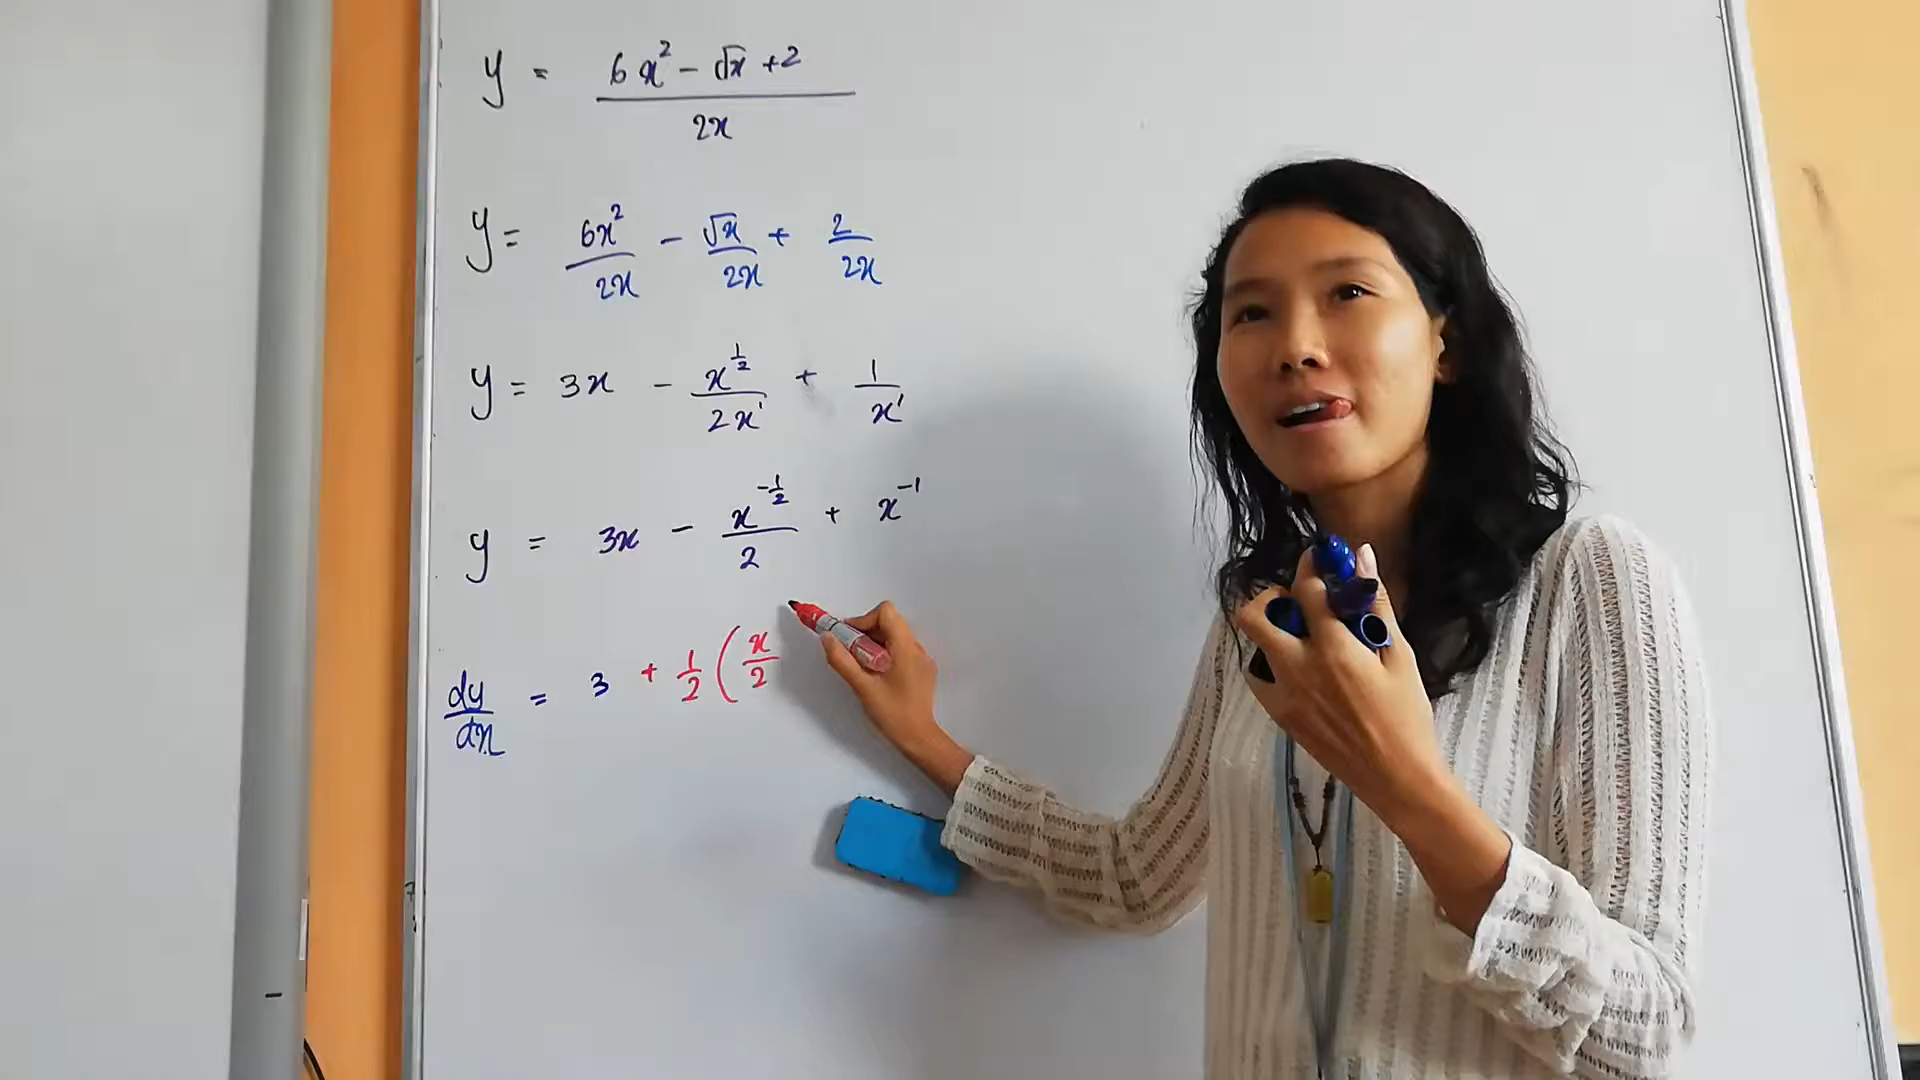 y = (6x² - √x + 2)/(2x)
y = 6x²/2x - √x/2x + 2/2x
y = 3x - x^(1/2)/2x¹ + 1/x¹
y = 3x - x^(-1/2)/2 + x^(-1)
dy/dx = 3 + 1/2 (x/2